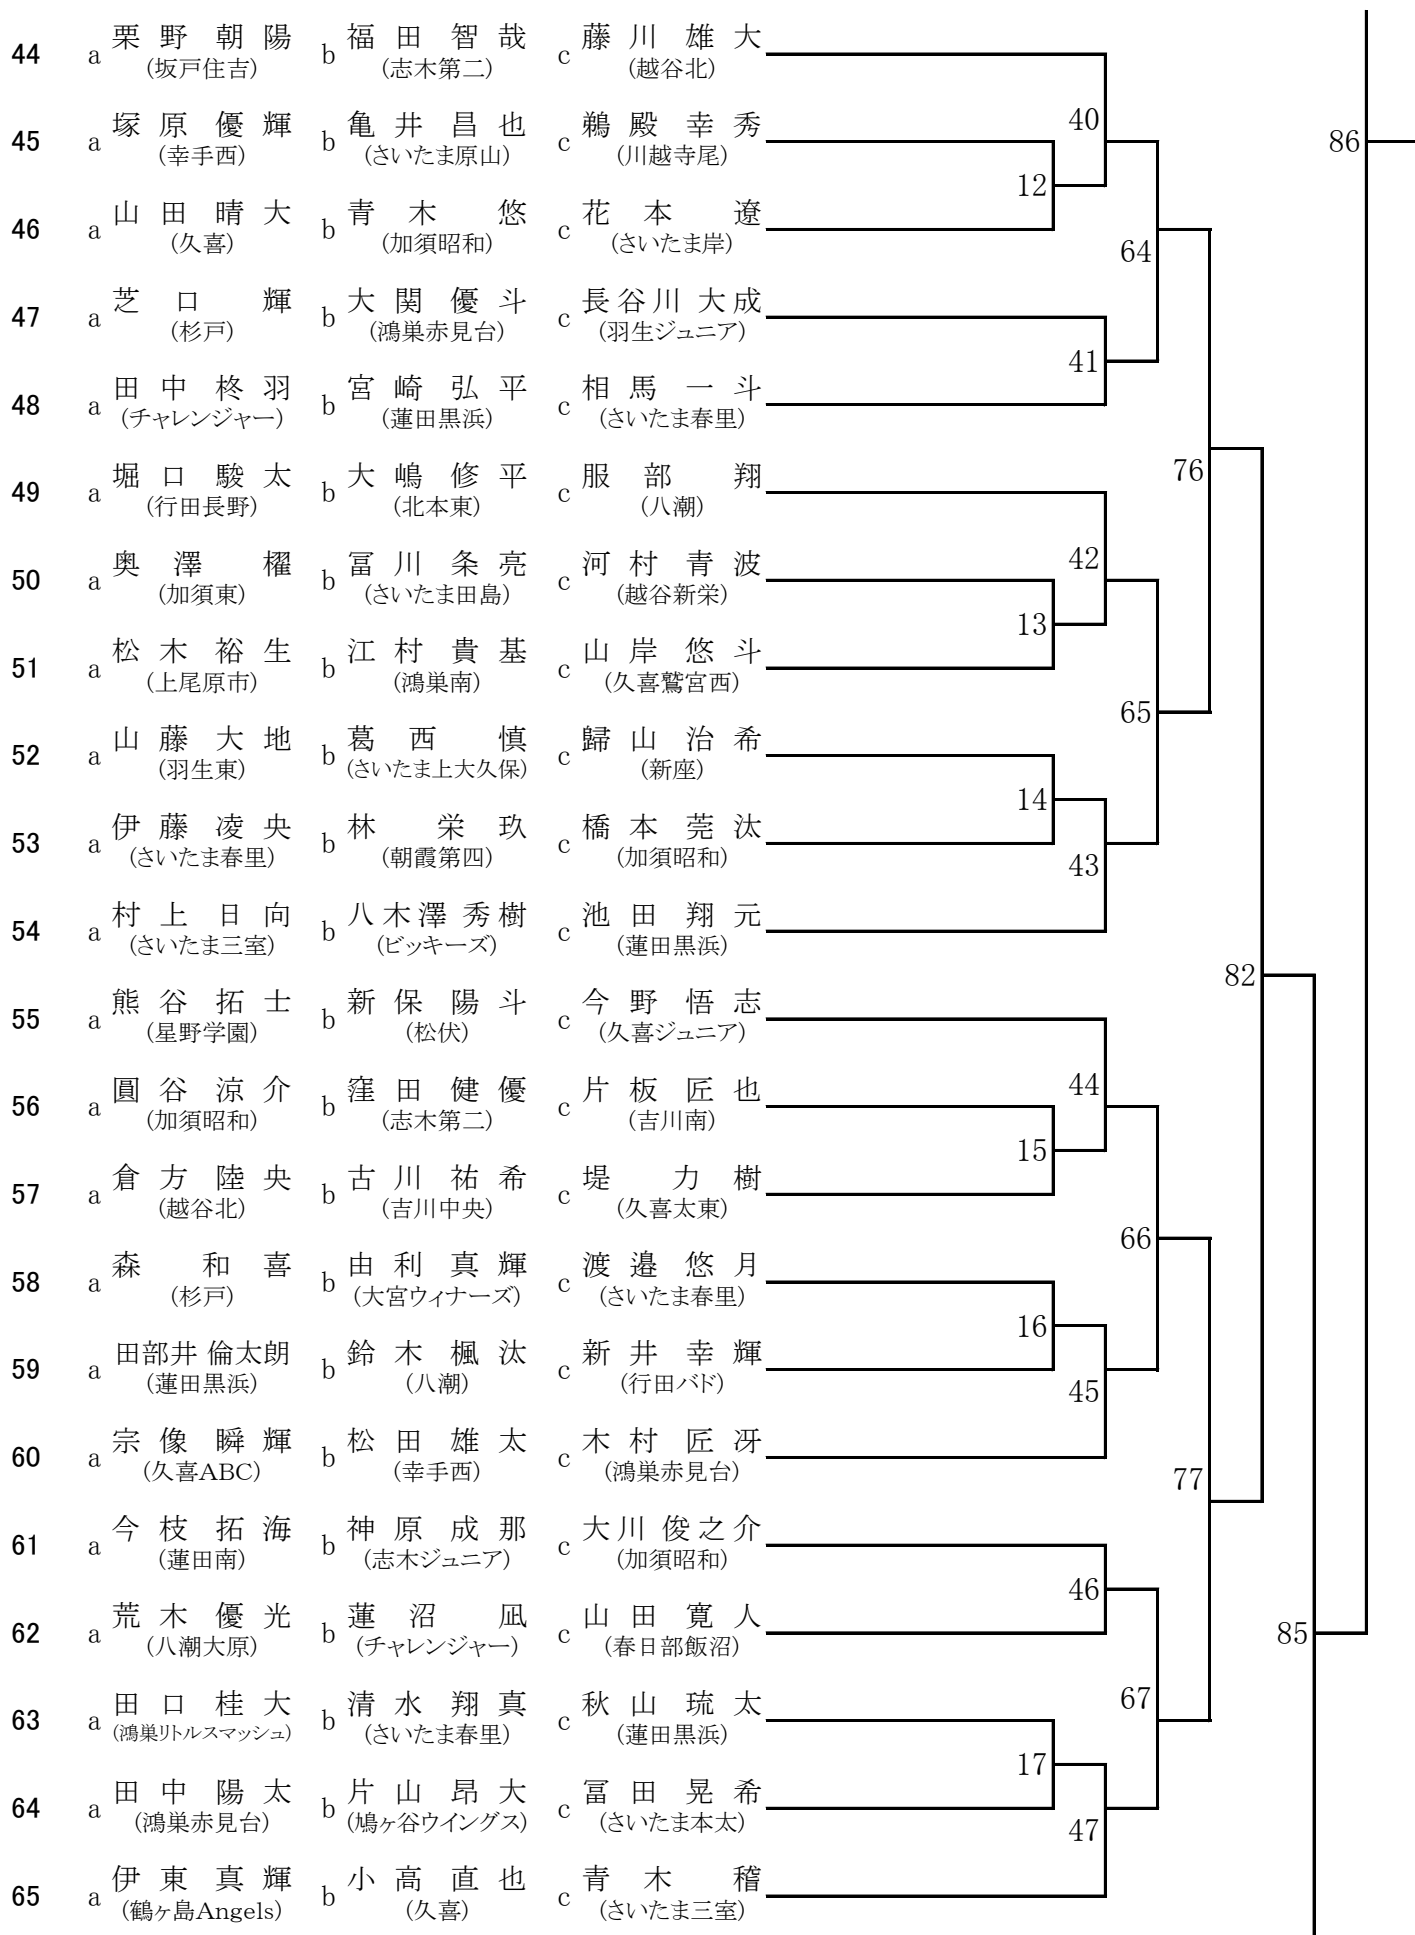 44 a 栗野 朝陽 b 福田 智哉 c 藤川 雄大
(坂戸住吉) (志木第二) (越谷北)
40
45 a 塚原 優輝 b 亀井 昌也 c 鵜殿 幸秀 86
(幸手西) (さいたま原山) (川越寺尾)
12
46 a 山田 晴大 b 青木 悠 c 花本 遼
(久喜) (加須昭和) (さいたま岸)
64
47 a 芝口 輝 b 大関 優斗 c 長谷川 大成
(杉戸) (鴻巣赤見台) (羽生ジュニア)
41
48 a 田中 柊羽 b 宮崎 弘平 c 相馬 一斗
(チャレンジャー) (蓮田黒浜) (さいたま春里)
76
49 a 堀口 駿太 b 大嶋 修平 c 服部 翔
(行田長野) (北本東) (八潮)
42
50 a 奥澤 櫂 b 冨川 条亮 c 河村 青波
(加須東) (さいたま田島) (越谷新栄)
13
51 a 松木 裕生 b 江村 貴基 c 山岸 悠斗
(上尾原市) (鴻巣南) (久喜鷲宮西)
65
52 a 山藤 大地 b 葛西 慎 c 歸山 治希
(羽生東) (さいたま上大久保) (新座)
14
53 a 伊藤 凌央 b 林 栄玖 c 橋本 莞汰
(さいたま春里) (朝霞第四) (加須昭和)
43
54 a 村上 日向 b 八木澤 秀樹 c 池田 翔元
(さいたま三室) (ビッキーズ) (蓮田黒浜)
82
55 a 熊谷 拓士 b 新保 陽斗 c 今野 悟志
(星野学園) (松伏) (久喜ジュニア)
44
56 a 圓谷 涼介 b 窪田 健優 c 片板 匠也
(加須昭和) (志木第二) (吉川南)
15
57 a 倉方 陸央 b 古川 祐希 c 堤 力樹
(越谷北) (吉川中央) (久喜太東)
66
58 a 森 和喜 b 由利 真輝 c 渡邉 悠月
(杉戸) (大宮ウィナーズ) (さいたま春里)
16
59 a 田部井 倫太朗 b 鈴木 楓汰 c 新井 幸輝
(蓮田黒浜) (八潮) (行田バド)
45
60 a 宗像 瞬輝 b 松田 雄太 c 木村 匠冴
(久喜ABC) (幸手西) (鴻巣赤見台)
77
61 a 今枝 拓海 b 神原 成那 c 大川 俊之介
(蓮田南) (志木ジュニア) (加須昭和)
46
62 a 荒木 優光 b 蓮沼 凪 c 山田 寛人 85
(八潮大原) (チャレンジャー) (春日部飯沼)
67
63 a 田口 桂大 b 清水 翔真 c 秋山 琉太
(鴻巣リトルスマッシュ) (さいたま春里) (蓮田黒浜)
17
64 a 田中 陽太 b 片山 昂大 c 冨田 晃希
(鴻巣赤見台) (鳩ヶ谷ウイングス) (さいたま本太)
47
65 a 伊東 真輝 b 小高 直也 c 青木 稽
(鶴ヶ島Angels) (久喜) (さいたま三室)